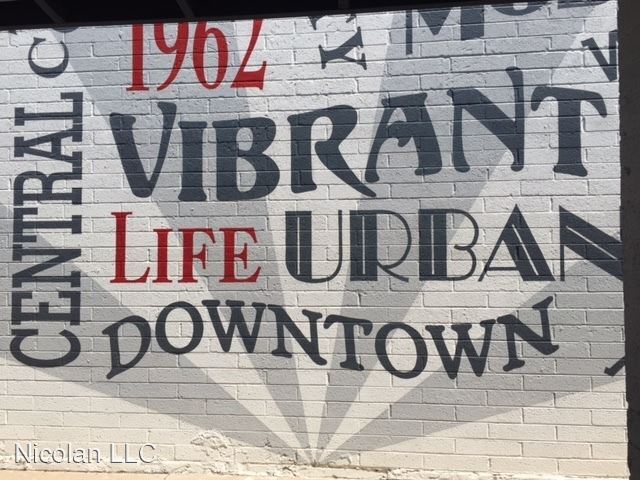 1962
VIBRANT
CENTRAL
LIFE URBAN
DOWNTOWN
Nicolan LLC